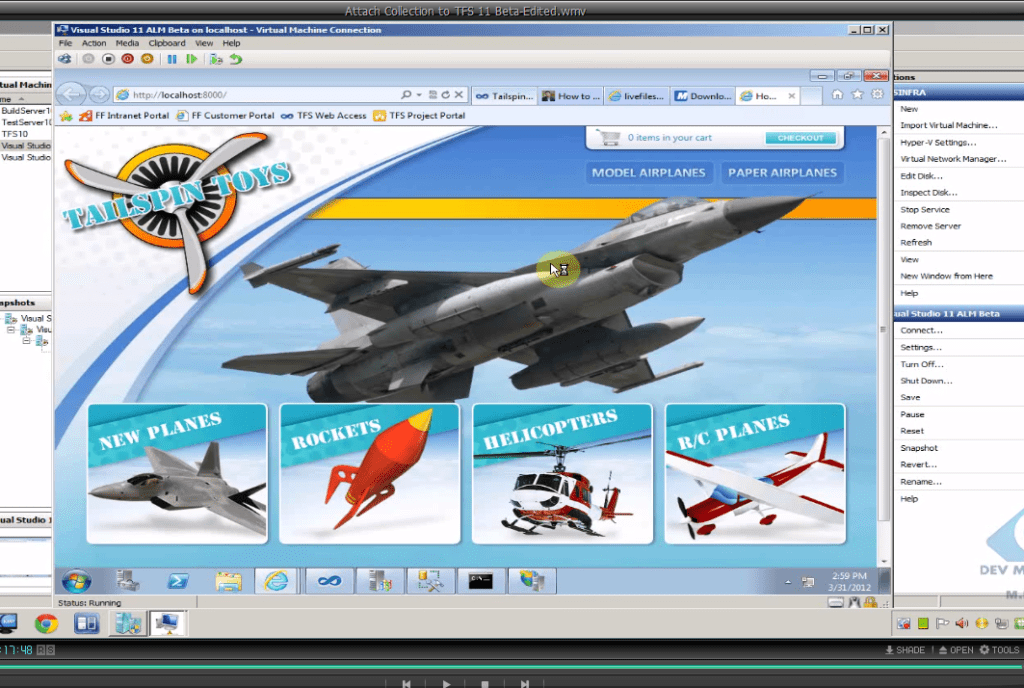 Attach Collection to TFS 11 Beta-Edited.wmv
Visual Studio 11 ALM Beta on localhost - Virtual Machine Connection
File Action Media Clipboard View Help
http://localhost:8000/
Tailspin...
How to ...
livefiles...
Downlo...
Ho...
FF Intranet Portal
FF Customer Portal
TFS Web Access
TFS Project Portal
TAILSPIN TOYS
0 items in your cart
CHECKOUT
MODEL AIRPLANES
PAPER AIRPLANES
NEW PLANES
ROCKETS
HELICOPTERS
R/C PLANES
2:59 PM
3/31/2012
Status: Running
tual Machin
me
BuildServer1
TestServer10
TFS10
Visual Studio
Visual Studio
pshots
Visual S
Visu
ual Studio 1
tions
SINFRA
New
Import Virtual Machine...
Hyper-V Settings...
Virtual Network Manager...
Edit Disk...
Inspect Disk...
Stop Service
Remove Server
Refresh
View
New Window from Here
Help
ual Studio 11 ALM Beta
Connect...
Settings...
Turn Off...
Shut Down...
Save
Pause
Reset
Snapshot
Revert...
Rename...
Help
DEV M
:17:48
SHADE
!
OPEN
TOOLS